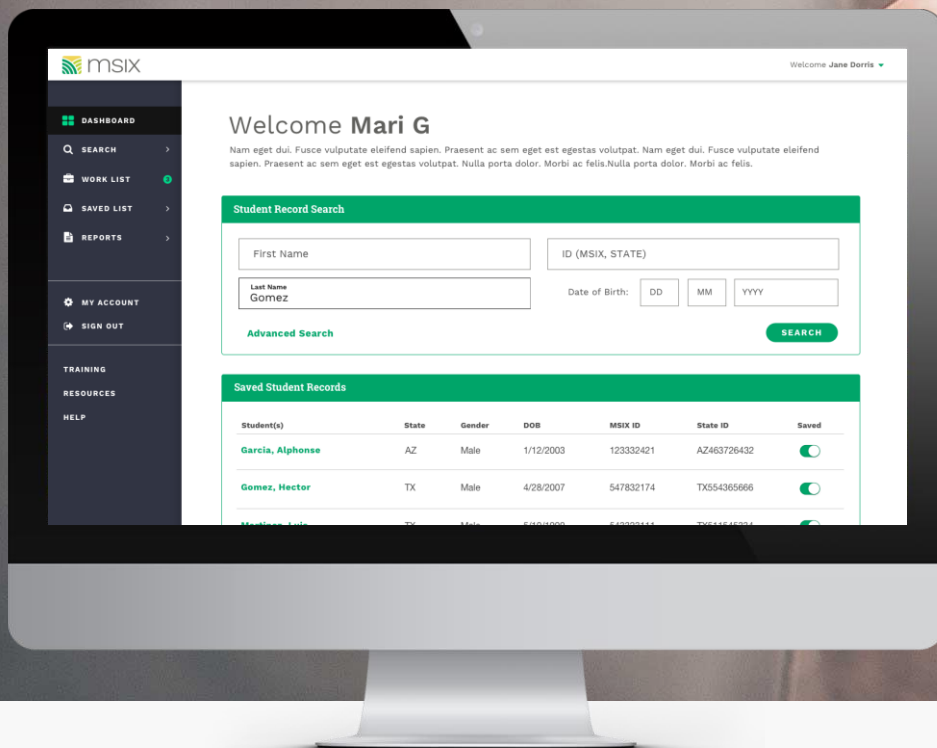 msix
Welcome Jane Dorris
DASHBOARD
SEARCH
WORK LIST
SAVED LIST
REPORTS
MY ACCOUNT
SIGN OUT
TRAINING
RESOURCES
HELP
Welcome Mari G
Nam eget dui. Fusce vulputate eleifend sapien. Praesent ac sem eget est egestas volutpat. Nam eget dui. Fusce vulputate eleifend
sapien. Praesent ac sem eget est egestas volutpat. Nulla porta dolor. Morbi ac felis.Nulla porta dolor. Morbi ac felis.
Student Record Search
First Name
ID (MSIX, STATE)
Last Name
Gomez
Date of Birth: DD MM YYYY
Advanced Search
SEARCH
Saved Student Records
Student(s) State Gender DOB MSIX ID State ID Saved
Garcia, Alphonse AZ Male 1/12/2003 123332421 AZ463726432
Gomez, Hector TX Male 4/28/2007 547832174 TX554365666